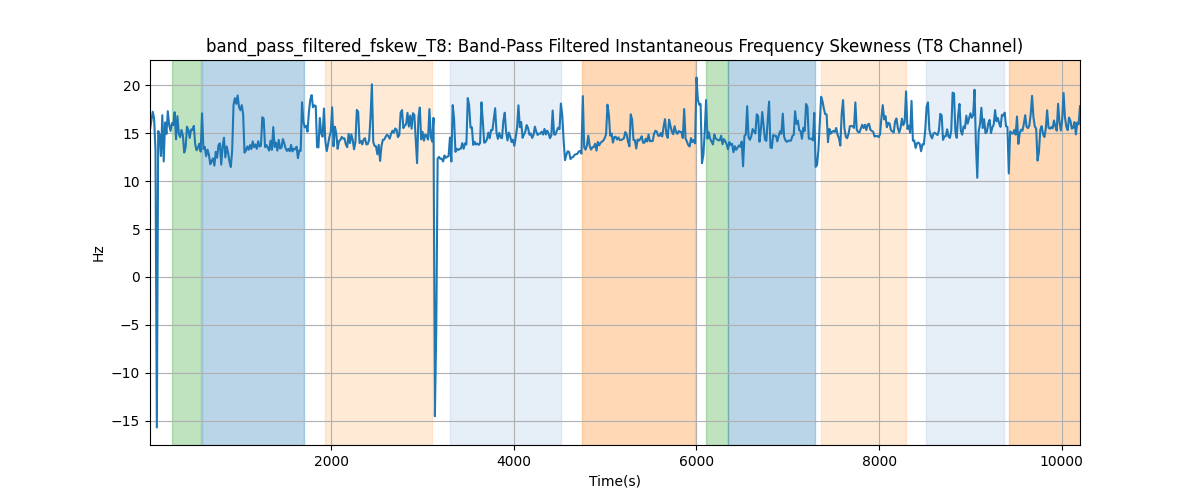 band_pass_filtered_fskew_T8: Band-Pass Filtered Instantaneous Frequency Skewness (T8 Channel)
20
15
10
5
0
−5
−10
−15
Hz
2000 4000 6000 8000 10000
Time(s)